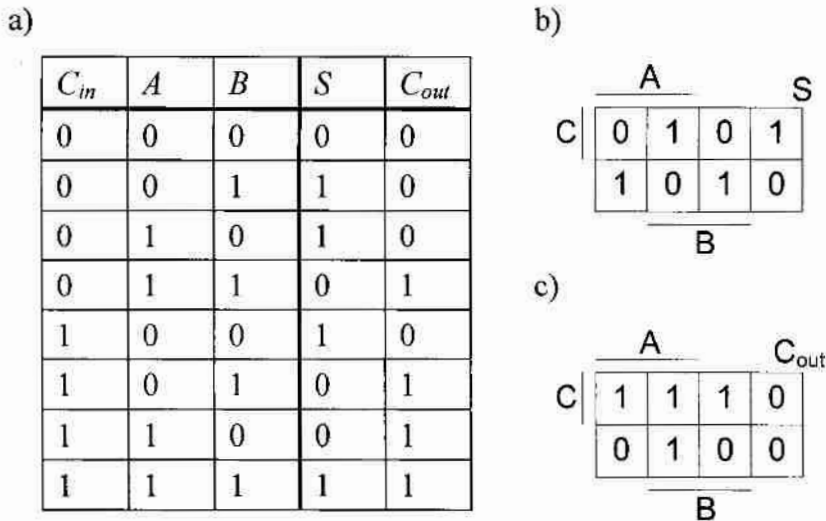 a)
C_in A B S C_out
0 0 0 0 0
0 0 1 1 0
0 1 0 1 0
0 1 1 0 1
1 0 0 1 0
1 0 1 0 1
1 1 0 0 1
1 1 1 1 1
b)
A S
C 0 1 0 1
1 0 1 0
B
c)
A C_out
C 1 1 1 0
0 1 0 0
B